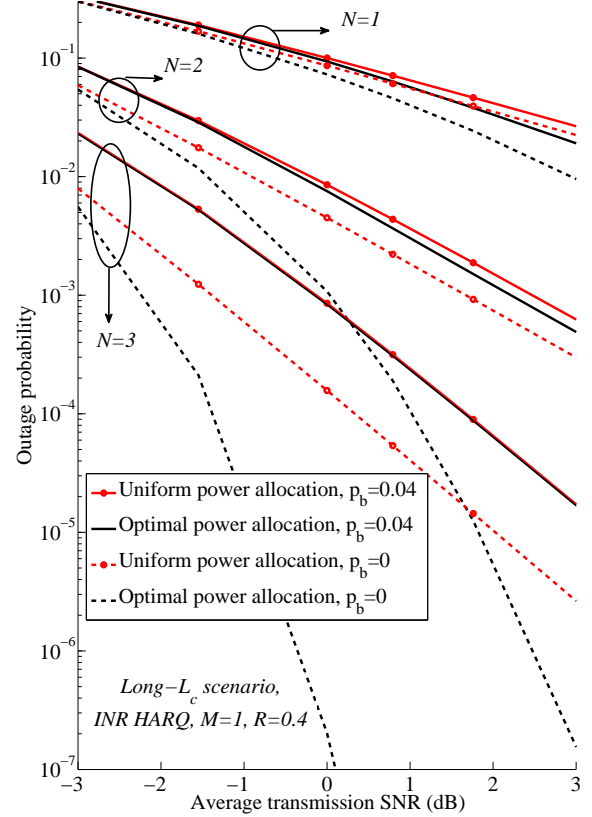 10^{-1}
10^{-2}
10^{-3}
10^{-4}
10^{-5}
10^{-6}
10^{-7}
Outage probability
N=1
N=2
N=3
Uniform power allocation, p_b=0.04
Optimal power allocation, p_b=0.04
Uniform power allocation, p_b=0
Optimal power allocation, p_b=0
Long−L_c scenario,
INR HARQ, M=1, R=0.4
−3 −2 −1 0 1 2 3
Average transmission SNR (dB)